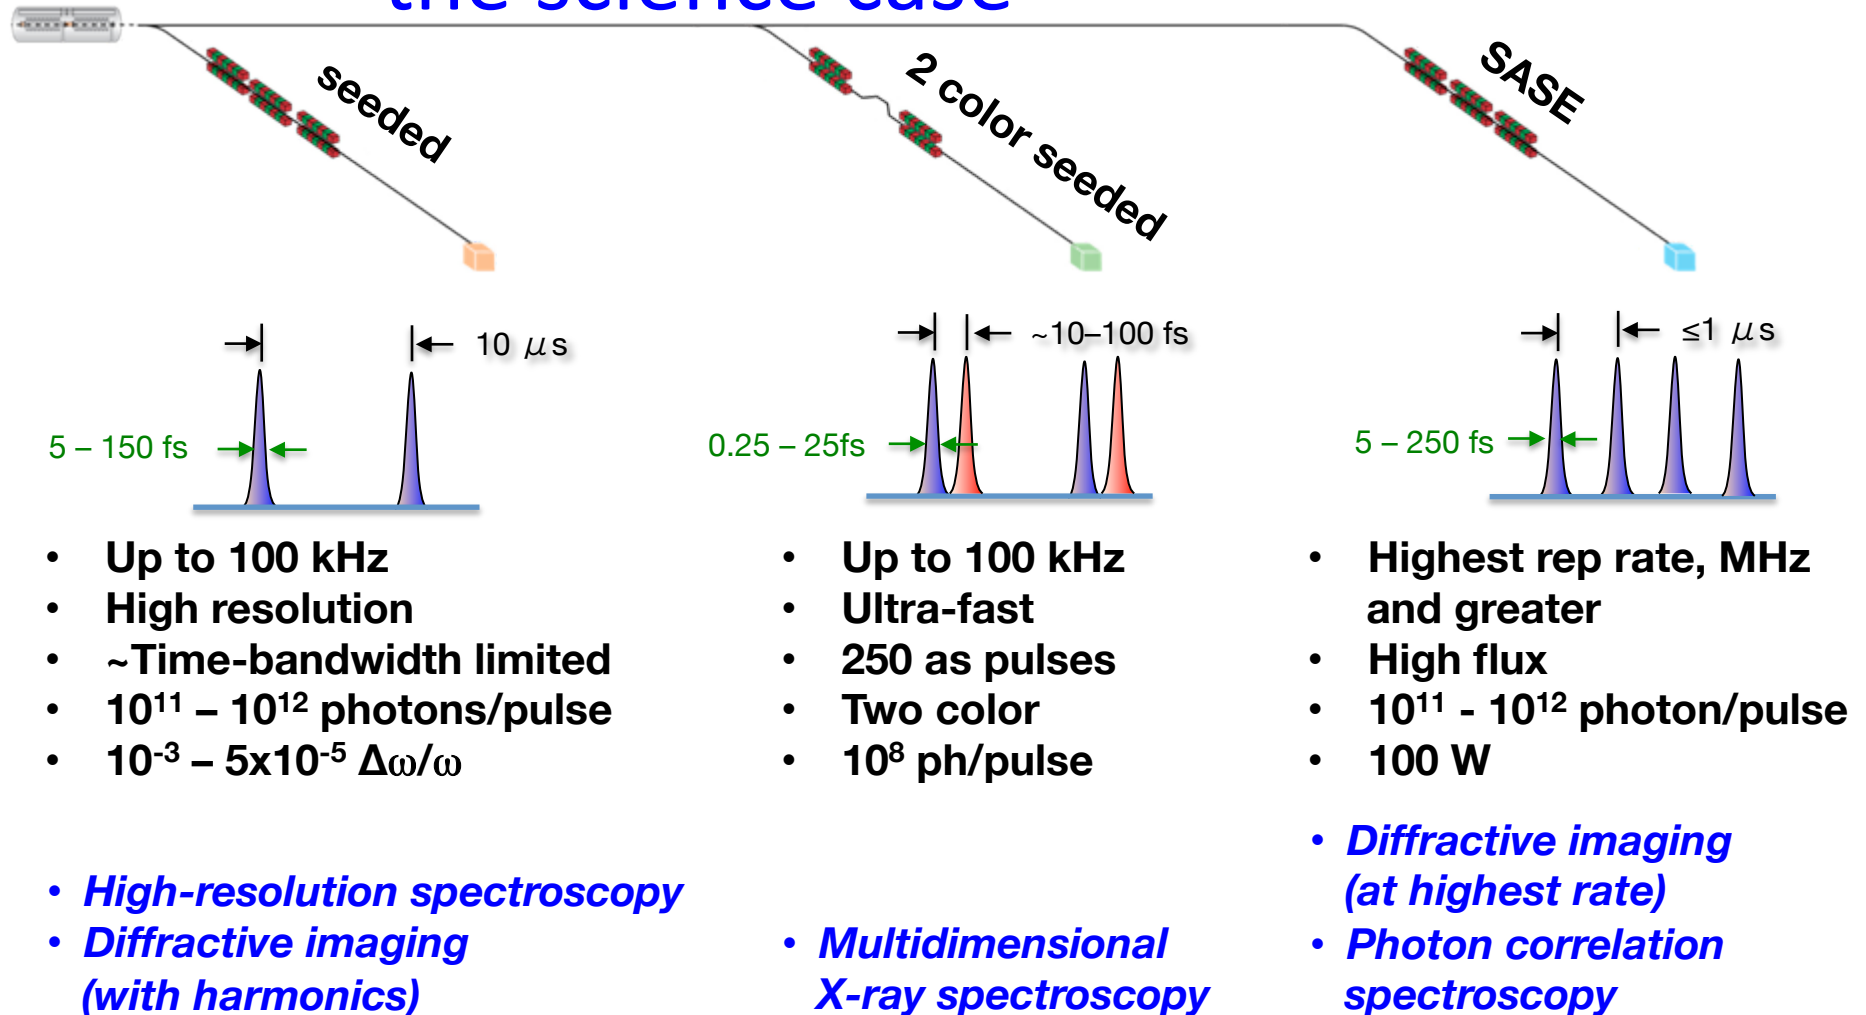 the science case
seeded
2 color seeded
SASE
10 μs
5 – 150 fs
• Up to 100 kHz
• High resolution
• ~Time-bandwidth limited
• 10¹¹ – 10¹² photons/pulse
• 10⁻³ – 5x10⁻⁵ Δω/ω
• High-resolution spectroscopy
• Diffractive imaging
(with harmonics)
~10–100 fs
0.25 – 25fs
• Up to 100 kHz
• Ultra-fast
• 250 as pulses
• Two color
• 10⁸ ph/pulse
• Multidimensional
X-ray spectroscopy
≤1 μs
5 – 250 fs
• Highest rep rate, MHz
and greater
• High flux
• 10¹¹ - 10¹² photon/pulse
• 100 W
• Diffractive imaging
(at highest rate)
• Photon correlation
spectroscopy